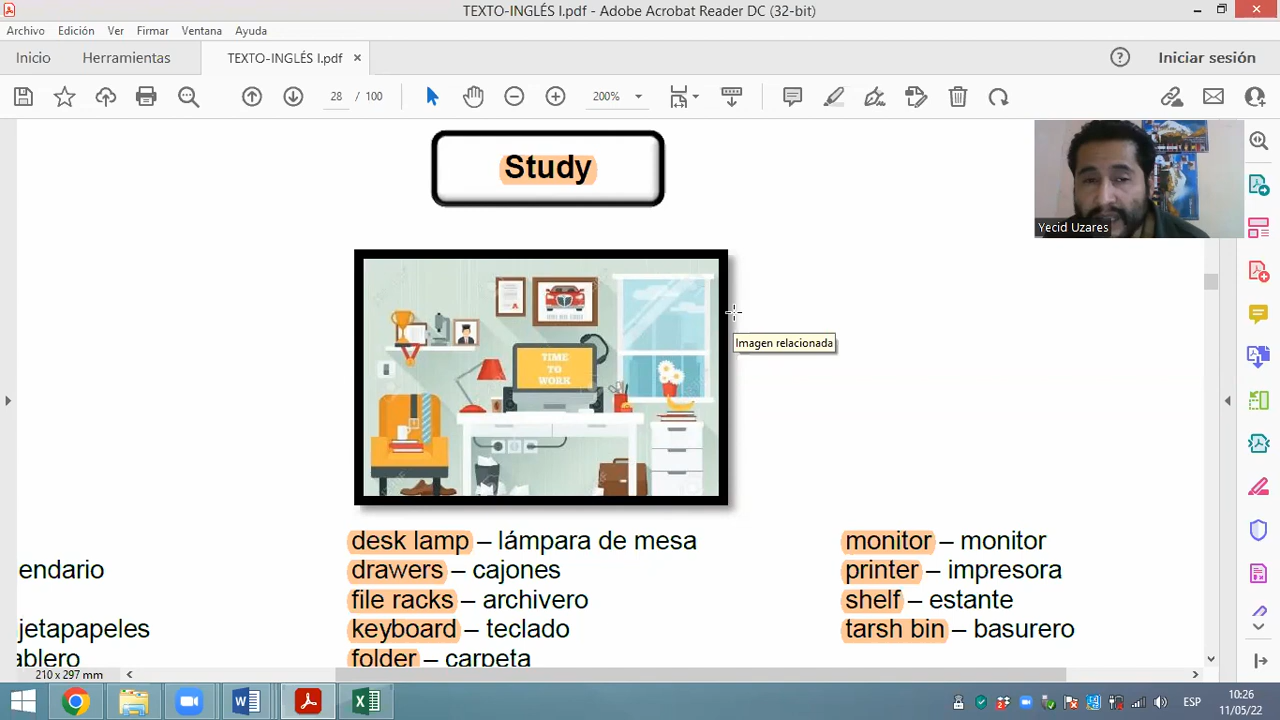 TEXTO-INGLÉS I.pdf - Adobe Acrobat Reader DC (32-bit)
Archivo Edición Ver Firmar Ventana Ayuda
Inicio Herramientas TEXTO-INGLÉS I.pdf × Iniciar sesión
28 / 100 200%
Study
Yecid Uzares
TIME
TO
WORK
Imagen relacionada
desk lamp – lámpara de mesa monitor – monitor
endario drawers – cajones printer – impresora
file racks – archivero shelf – estante
jetapapeles keyboard – teclado tarsh bin – basurero
ablero folder – carpeta
210 x 297 mm
ESP 10:26
11/05/22